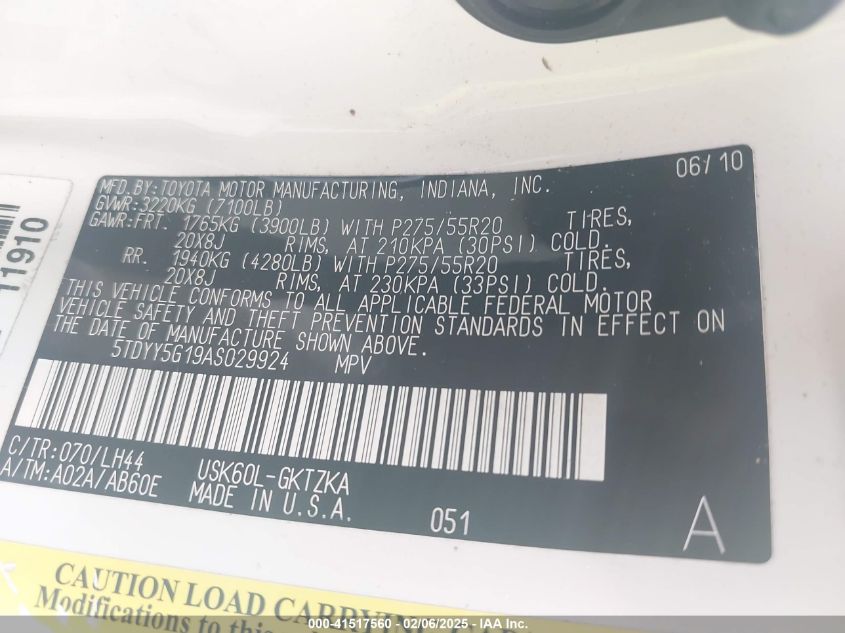 11910
06/10
MFD.BY:TOYOTA MOTOR MANUFACTURING, INDIANA, INC.
GVWR:3220KG (7100LB)
GAWR:FRT. 1765KG (3900LB) WITH P275/55R20 TIRES,
20X8J RIMS, AT 210KPA (30PSI) COLD.
RR. 1940KG (4280LB) WITH P275/55R20 TIRES,
20X8J RIMS, AT 230KPA (33PSI) COLD.
THIS VEHICLE CONFORMS TO ALL APPLICABLE FEDERAL MOTOR
VEHICLE SAFETY AND THEFT PREVENTION STANDARDS IN EFFECT ON
THE DATE OF MANUFACTURE SHOWN ABOVE.
5TDYY5G19AS029924 MPV
C/TR:070/LH44 USK60L-GKTZKA
A/TM:A02A/AB60E MADE IN U.S.A.
051 A
CAUTION LOAD CARRYING
Modifications to this
000-41517560 - 02/06/2025 - IAA Inc.